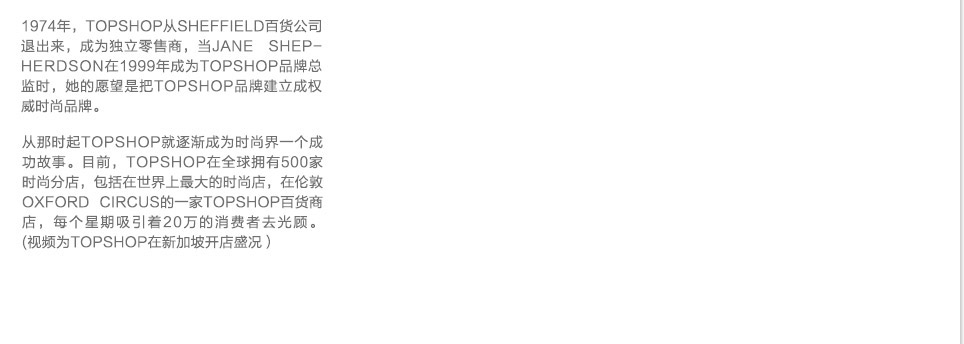 1974年，TOPSHOP从SHEFFIELD百货公司
退出来，成为独立零售商，当JANE SHEP-
HERDSON在1999年成为TOPSHOP品牌总
监时，她的愿望是把TOPSHOP品牌建立成权
威时尚品牌。
从那时起TOPSHOP就逐渐成为时尚界一个成
功故事。目前，TOPSHOP在全球拥有500家
时尚分店，包括在世界上最大的时尚店，在伦敦
OXFORD CIRCUS的一家TOPSHOP百货商
店，每个星期吸引着20万的消费者去光顾。
(视频为TOPSHOP在新加坡开店盛况 )